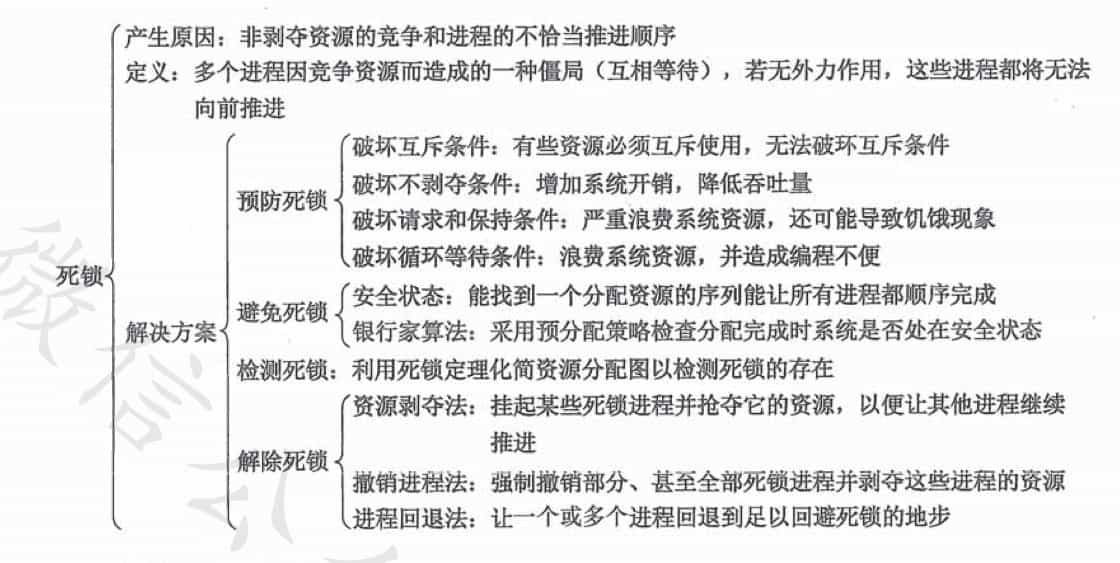 产生原因：非剥夺资源的竞争和进程的不恰当推进顺序
定义：多个进程因竞争资源而造成的一种僵局（互相等待），若无外力作用，这些进程都将无法
向前推进
破坏互斥条件：有些资源必须互斥使用，无法破坏互斥条件
预防死锁
破坏不剥夺条件：增加系统开销，降低吞吐量
破坏请求和保持条件：严重浪费系统资源，还可能导致饥饿现象
破坏循环等待条件：浪费系统资源，并造成编程不便
死锁
解决方案
避免死锁
安全状态：能找到一个分配资源的序列能让所有进程都顺序完成
银行家算法：采用预分配策略检查分配完成时系统是否处在安全状态
检测死锁：利用死锁定理化简资源分配图以检测死锁的存在
解除死锁
资源剥夺法：挂起某些死锁进程并抢夺它的资源，以便让其他进程继续
推进
撤销进程法：强制撤销部分、甚至全部死锁进程并剥夺这些进程的资源
进程回退法：让一个或多个进程回退到足以回避死锁的地步
微信公